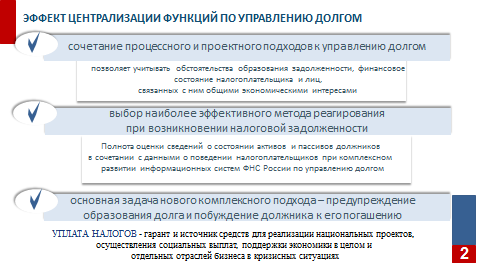 ЭФФЕКТ ЦЕНТРАЛИЗАЦИИ ФУНКЦИЙ ПО УПРАВЛЕНИЮ ДОЛГОМ
сочетание процессного и проектного подходов к управлению долгом
позволяет учитывать обстоятельства образования задолженности, финансовое
состояние налогоплательщика и лиц,
связанных с ним общими экономическими интересами
выбор наиболее эффективного метода реагирования
при возникновении налоговой задолженности
Полнота оценки сведений о состоянии активов и пассивов должников
в сочетании с данными о поведении налогоплательщиков при комплексном
развитии информационных систем ФНС России по управлению долгом
основная задача нового комплексного подхода – предупреждение
образования долга и побуждение должника к его погашению
УПЛАТА НАЛОГОВ - гарант и источник средств для реализации национальных проектов,
осуществления социальных выплат, поддержки экономики в целом и
отдельных отраслей бизнеса в кризисных ситуациях
2